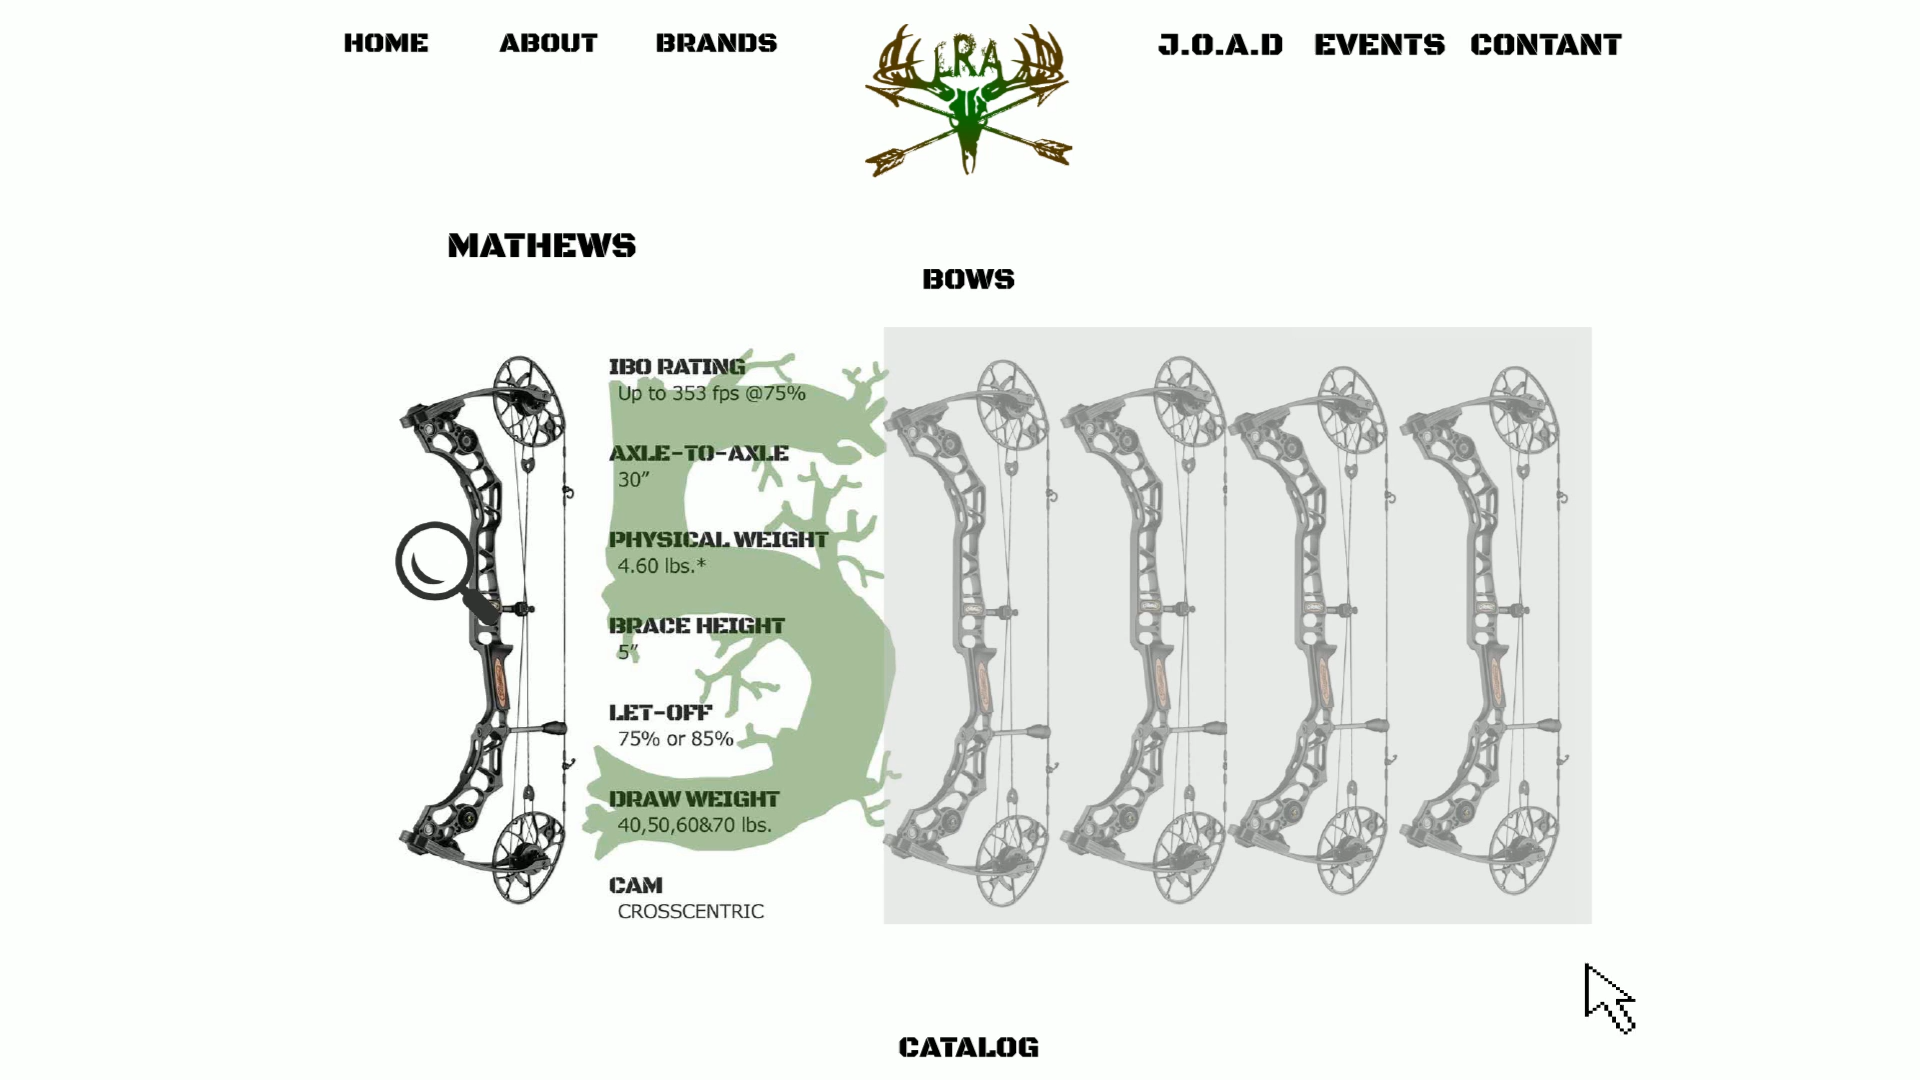 HOME
ABOUT
BRANDS
LRA
J.O.A.D
EVENTS
CONTANT
MATHEWS
BOWS
IBO RATING
Up to 353 fps @75%
AXLE-TO-AXLE
30”
PHYSICAL WEIGHT
4.60 lbs.*
BRACE HEIGHT
5”
LET-OFF
75% or 85%
DRAW WEIGHT
40,50,60&70 lbs.
CAM
CROSSCENTRIC
CATALOG